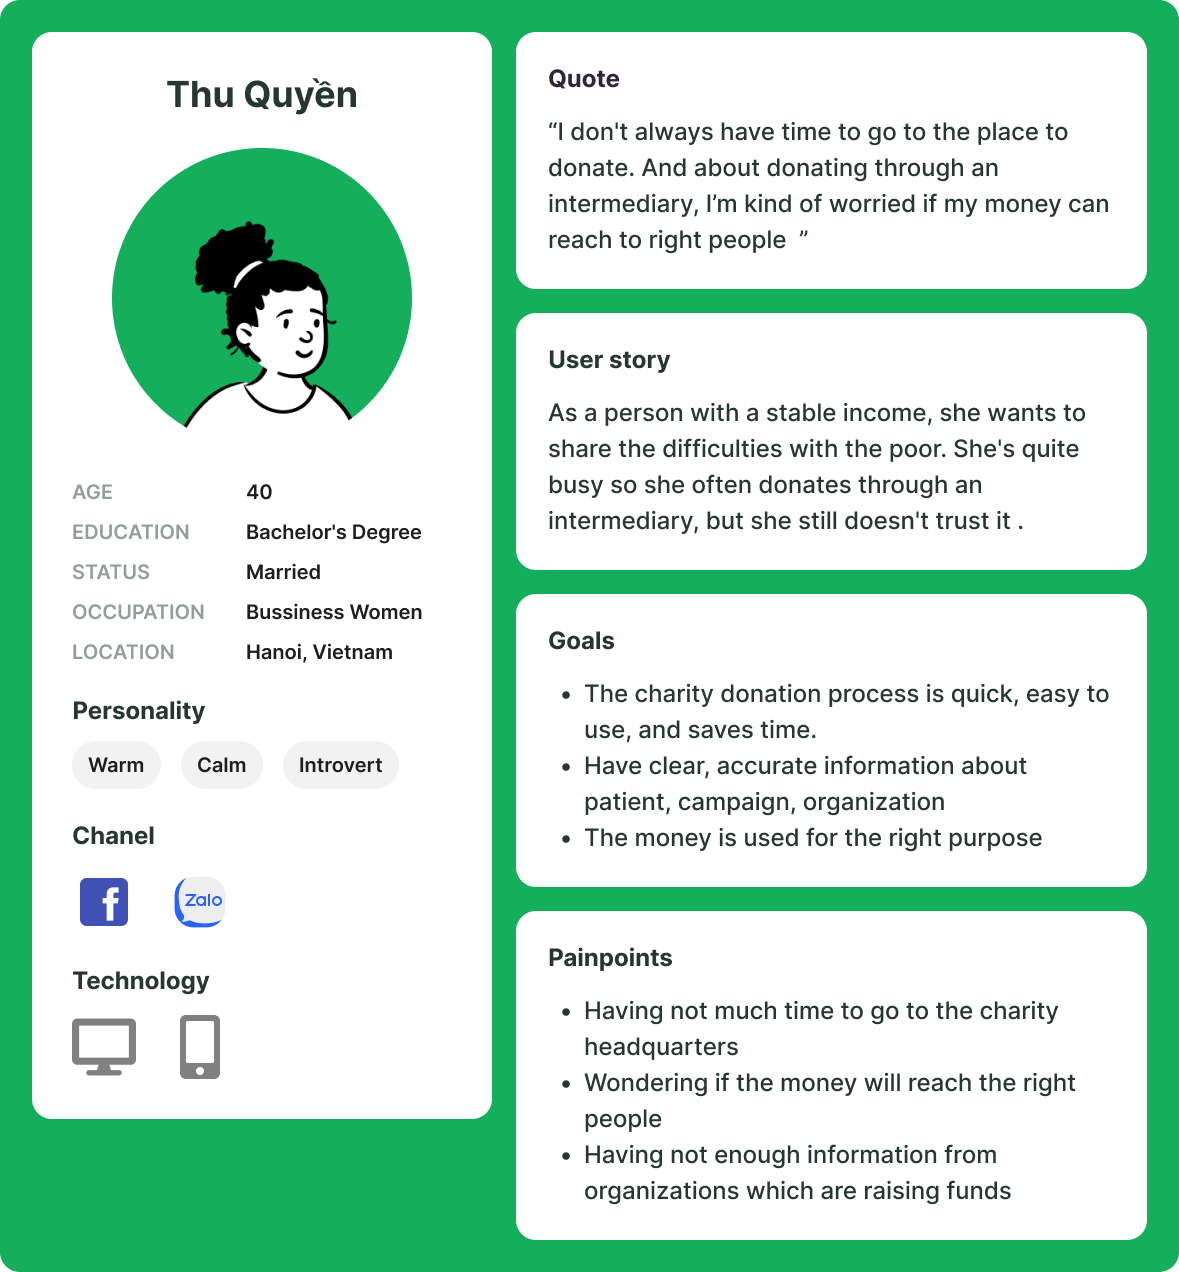 Thu Quyền
AGE 40
EDUCATION Bachelor's Degree
STATUS Married
OCCUPATION Bussiness Women
LOCATION Hanoi, Vietnam
Personality
Warm Calm Introvert
Chanel
f Zalo
Technology
Quote
“I don't always have time to go to the place to
donate. And about donating through an
intermediary, I’m kind of worried if my money can
reach to right people ”
User story
As a person with a stable income, she wants to
share the difficulties with the poor. She's quite
busy so she often donates through an
intermediary, but she still doesn't trust it .
Goals
• The charity donation process is quick, easy to
use, and saves time.
• Have clear, accurate information about
patient, campaign, organization
• The money is used for the right purpose
Painpoints
• Having not much time to go to the charity
headquarters
• Wondering if the money will reach the right
people
• Having not enough information from
organizations which are raising funds